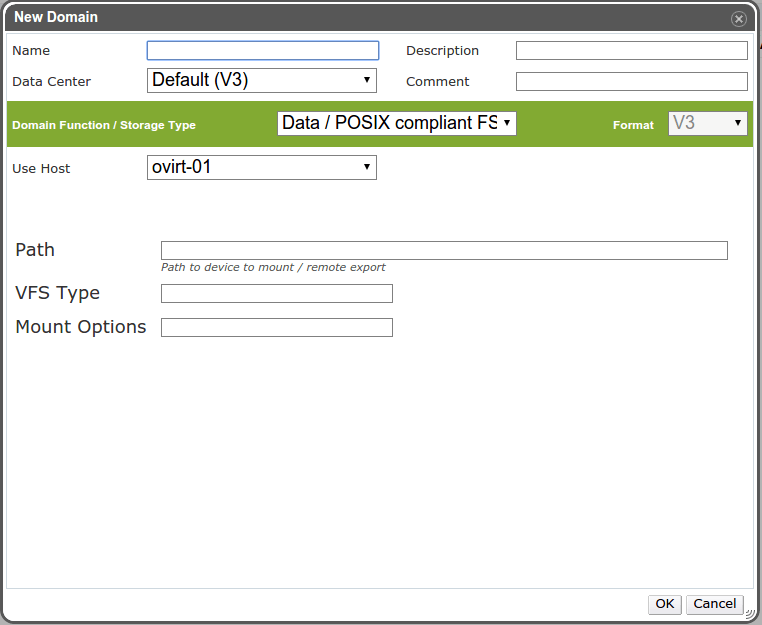 New Domain
Name Description
Data Center Default (V3) Comment
Domain Function / Storage Type Data / POSIX compliant FS Format V3
Use Host ovirt-01
Path
Path to device to mount / remote export
VFS Type
Mount Options
OK Cancel